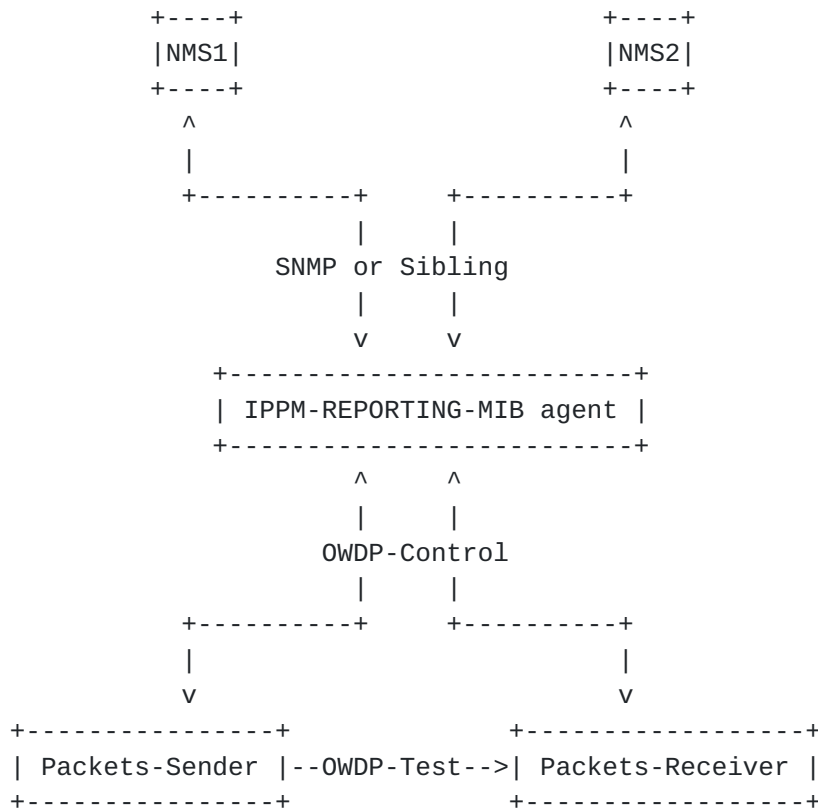 NMS1 NMS2
SNMP or Sibling
IPPM-REPORTING-MIB agent
OWDP-Control
Packets-Sender --OWDP-Test--> Packets-Receiver